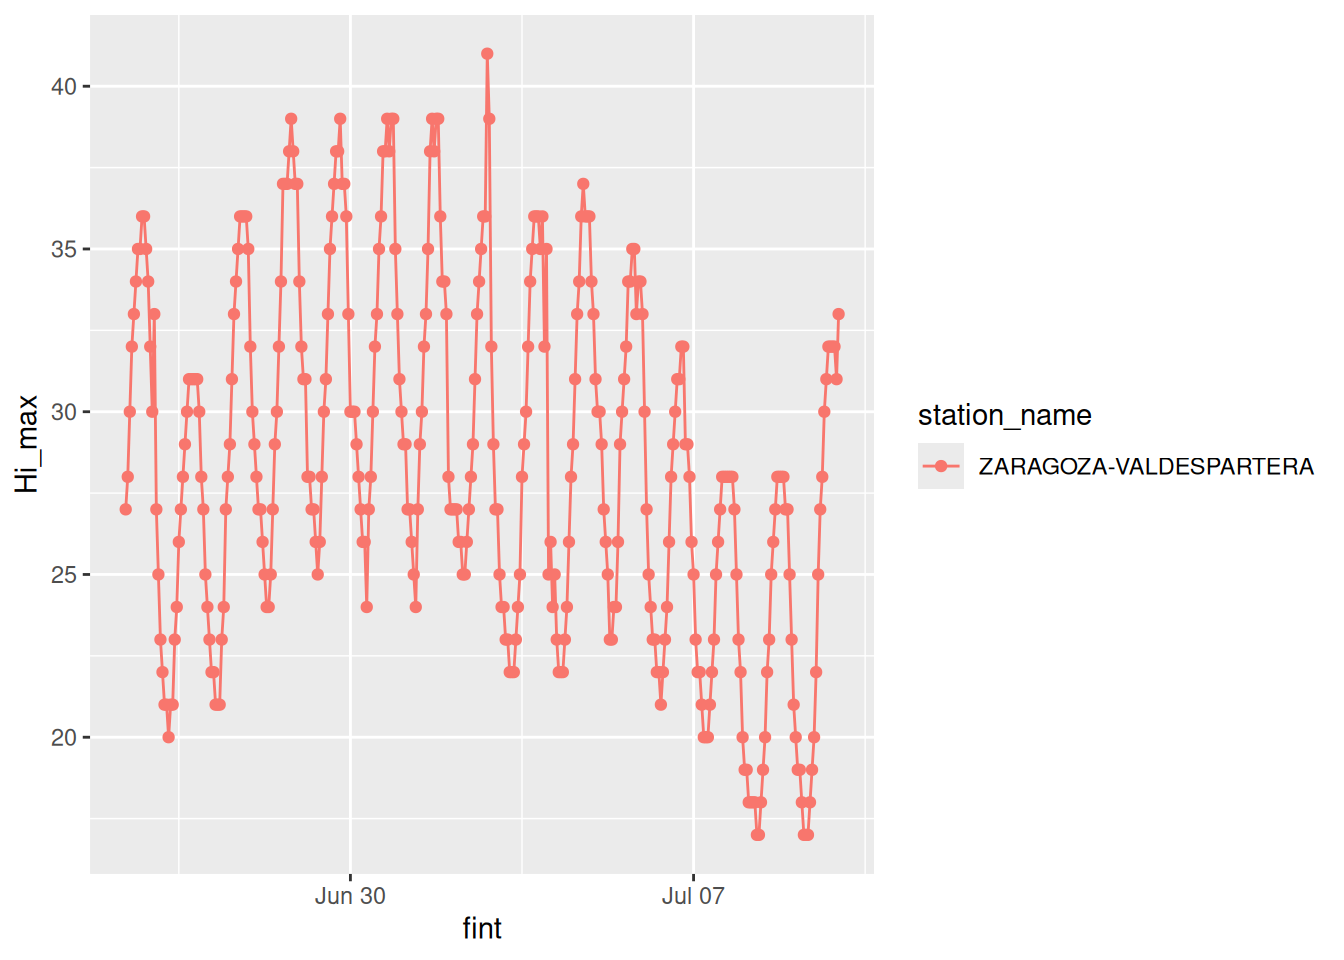 40
35
30
25
20
Hi_max
Jun 30
Jul 07
fint
station_name
ZARAGOZA-VALDESPARTERA